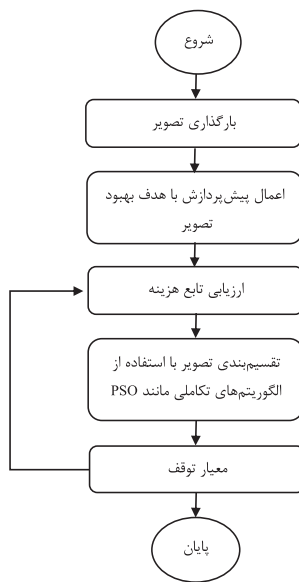 شروع
بارگذاری تصویر
اعمال پیش‌پردازش با هدف بهبود
تصویر
ارزیابی تابع هزینه
تقسیم‌بندی تصویر با استفاده از
الگوریتم‌های تکاملی مانند PSO
معیار توقف
پایان